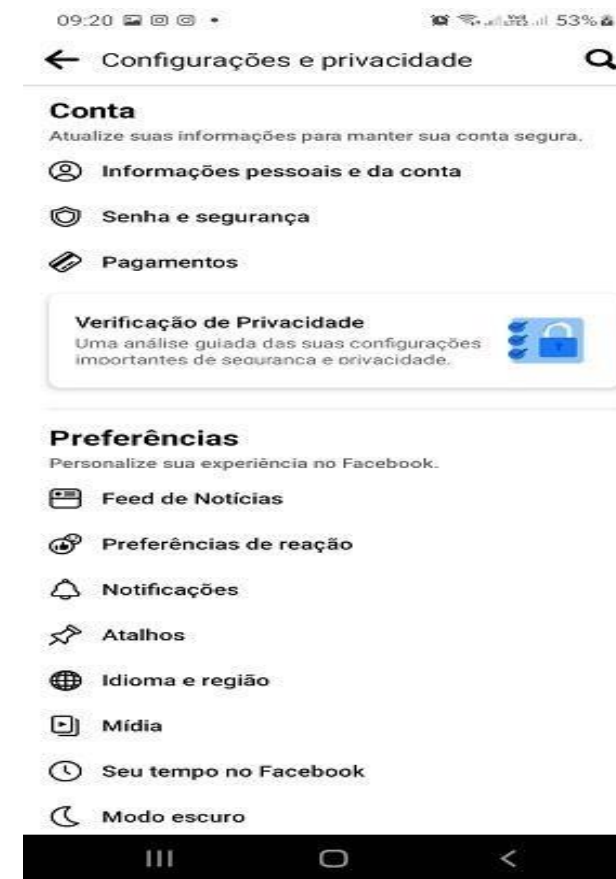 09:20
53%
Configurações e privacidade
Conta
Atualize suas informações para manter sua conta segura.
Informações pessoais e da conta
Senha e segurança
Pagamentos
Verificação de Privacidade
Uma análise guiada das suas configurações
importantes de segurança e privacidade.
Preferências
Personalize sua experiência no Facebook.
Feed de Notícias
Preferências de reação
Notificações
Atalhos
Idioma e região
Mídia
Seu tempo no Facebook
Modo escuro